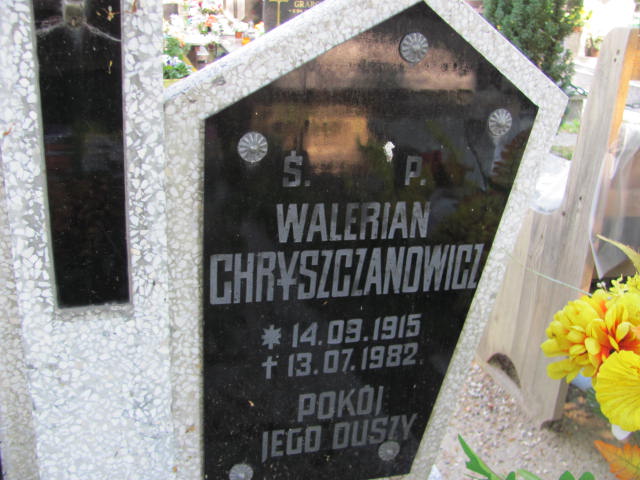 Ś. P.
WALERIAN
CHRYSZCZANOWICZ
* 14.09.1915
† 13.07.1982.
POKÓJ
JEGO DUSZY